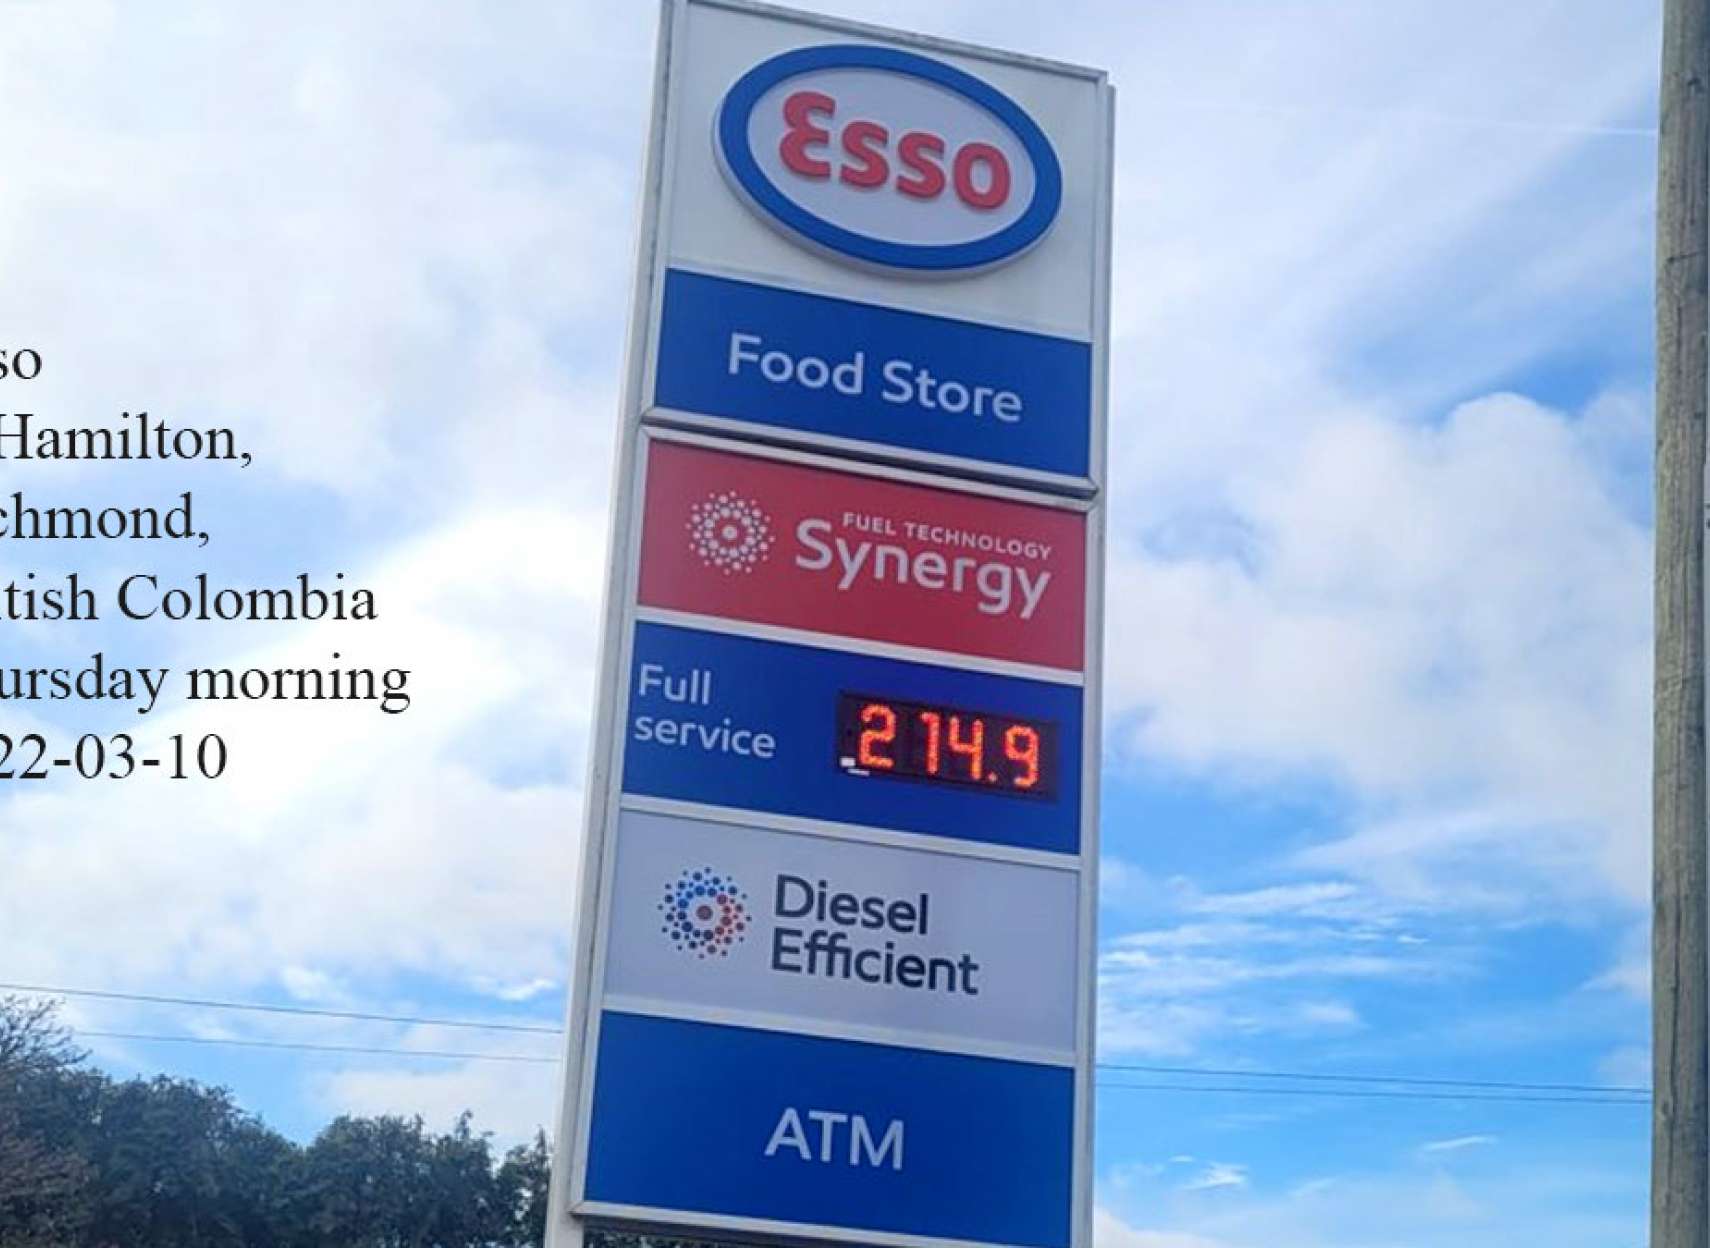 so
Hamilton,
chmond,
tish Colombia
ursday morning
22-03-10
Esso
Food Store
FUEL TECHNOLOGY
Synergy
Full
service
214.9
Diesel
Efficient
ATM